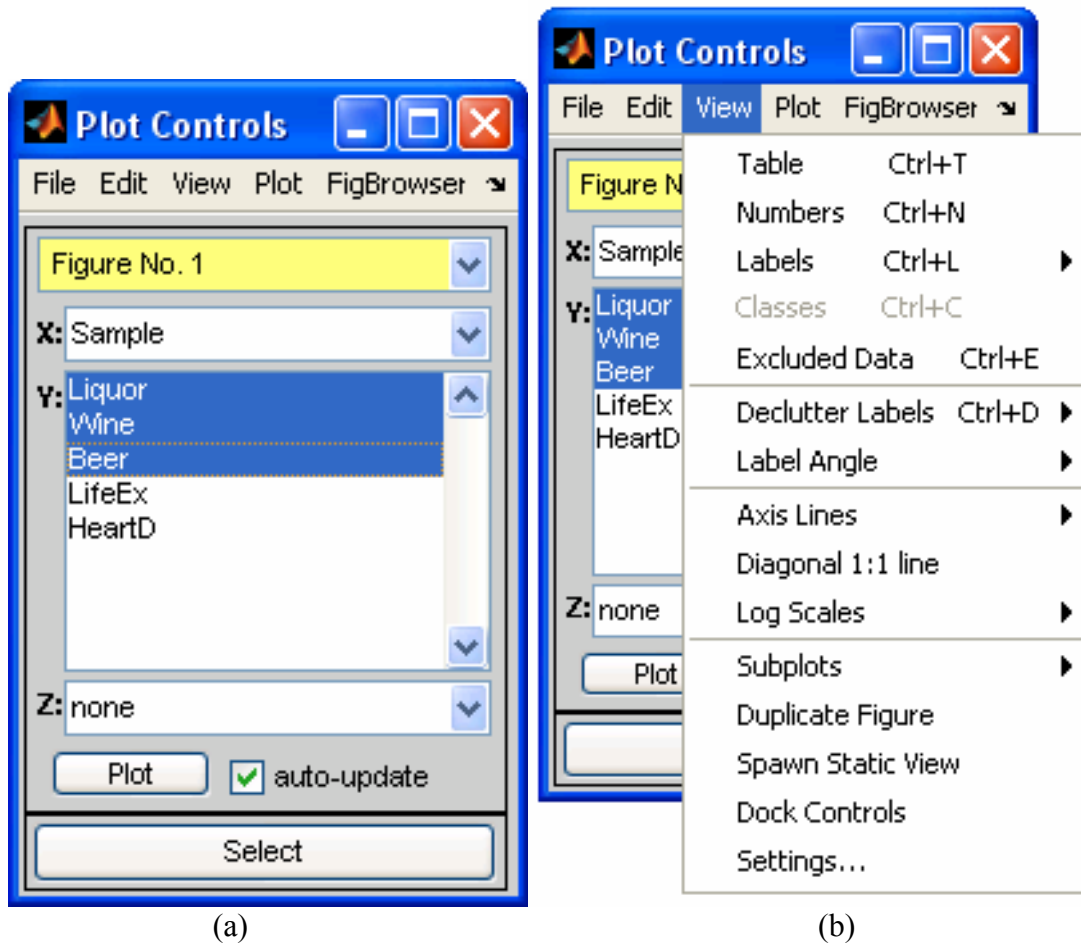 Plot Controls
File Edit View Plot FigBrowser
Figure No. 1
X: Sample
Y: Liquor
Wine
Beer
LifeEx
HeartD
Z: none
Plot auto-update
Select
(a)
Plot Controls
File Edit View Plot FigBrowser
Figure N
X: Sample
Y: Liquor
Wine
Beer
LifeEx
HeartD
Z: none
Plot
Table Ctrl+T
Numbers Ctrl+N
Labels Ctrl+L
Classes Ctrl+C
Excluded Data Ctrl+E
Declutter Labels Ctrl+D
Label Angle
Axis Lines
Diagonal 1:1 line
Log Scales
Subplots
Duplicate Figure
Spawn Static View
Dock Controls
Settings...
(b)